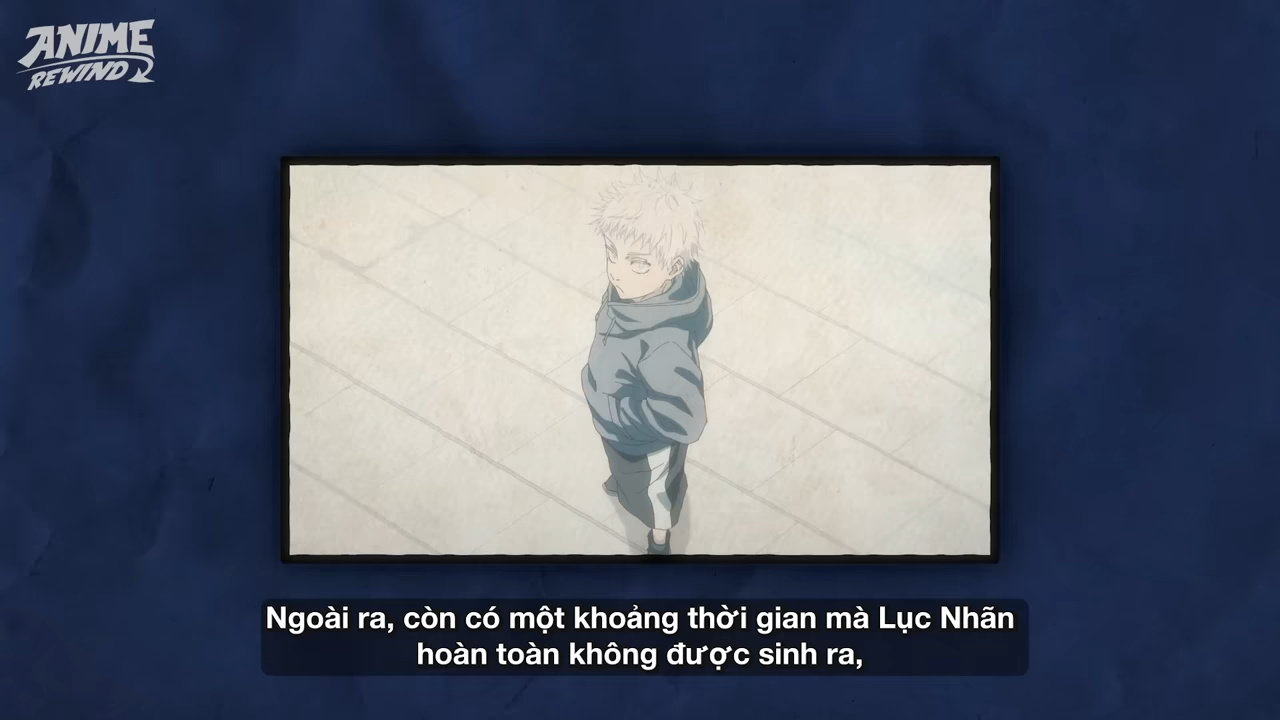 ANIME
REWIND
Ngoài ra, còn có một khoảng thời gian mà Lục Nhãn
hoàn toàn không được sinh ra,